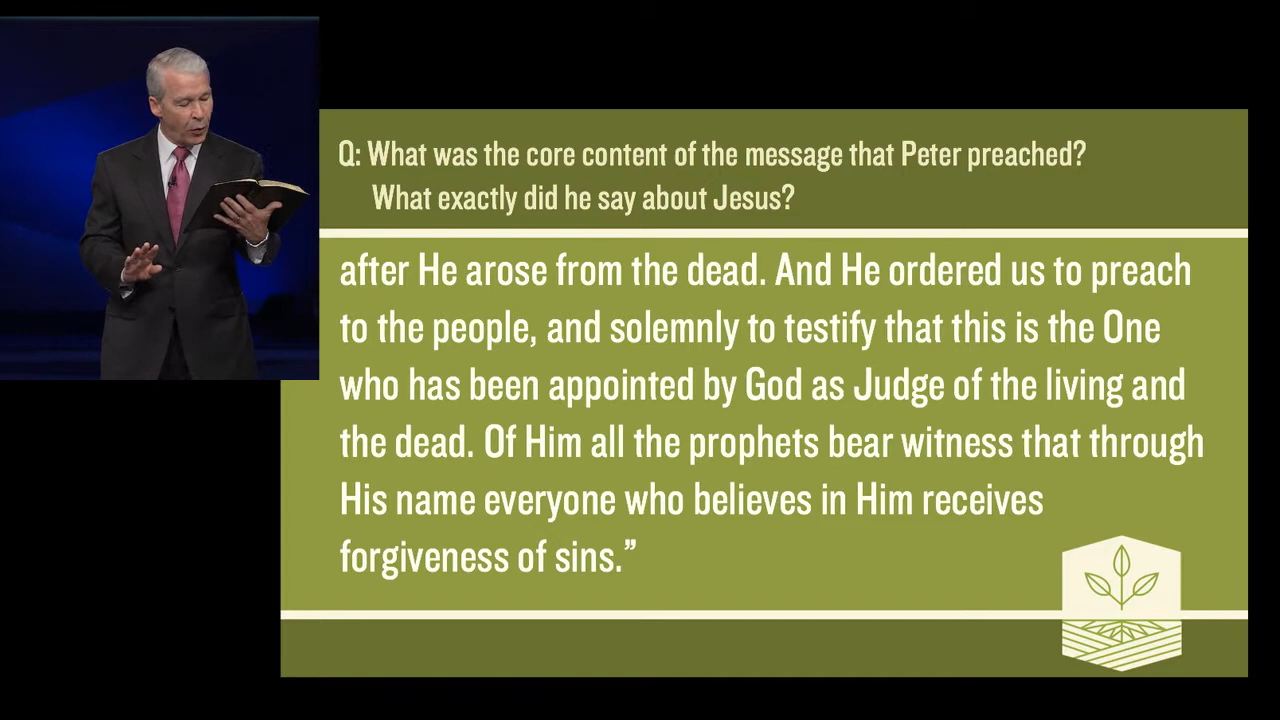 Q: What was the core content of the message that Peter preached?
What exactly did he say about Jesus?
after He arose from the dead. And He ordered us to preach
to the people, and solemnly to testify that this is the One
who has been appointed by God as Judge of the living and
the dead. Of Him all the prophets bear witness that through
His name everyone who believes in Him receives
forgiveness of sins.”